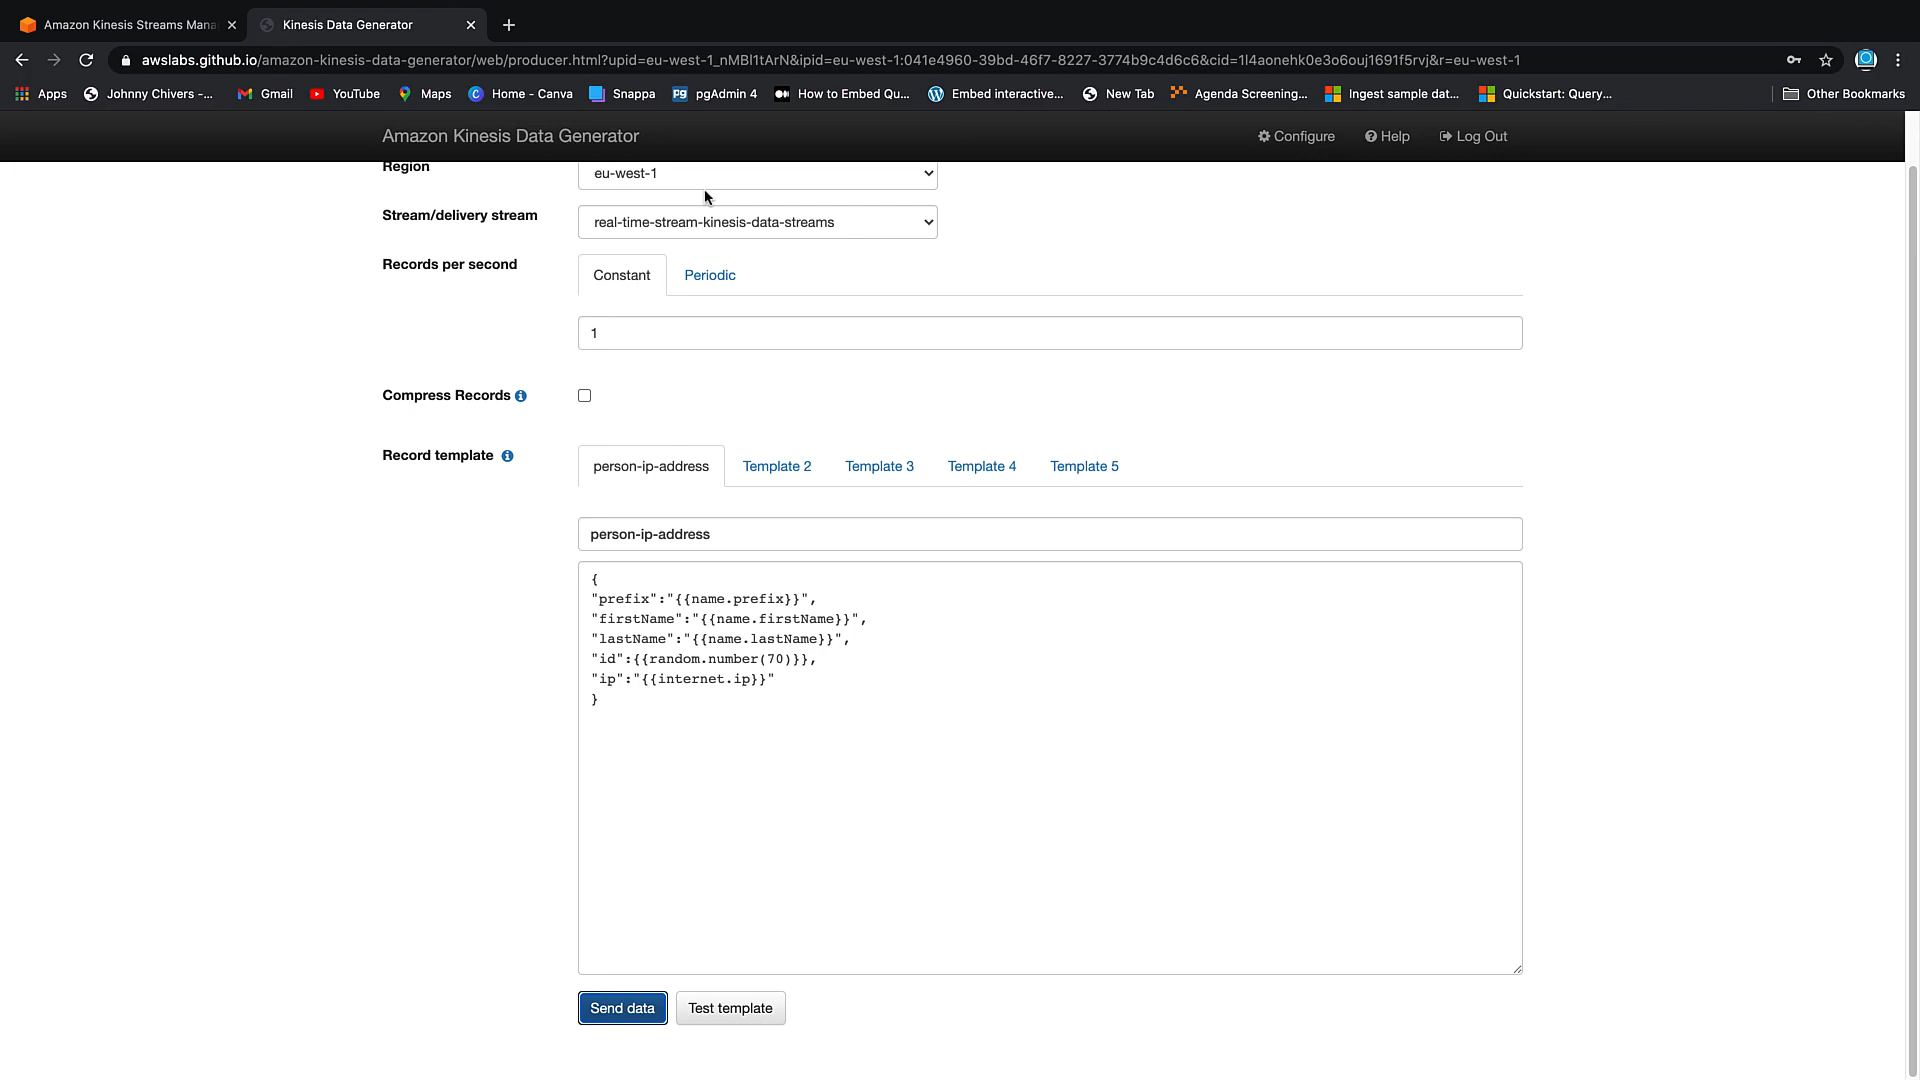 Amazon Kinesis Streams Mana
Kinesis Data Generator
awslabs.github.io/amazon-kinesis-data-generator/web/producer.html?upid=eu-west-1_nMBl1tArN&ipid=eu-west-1:041e4960-39bd-46f7-8227-3774b9c4d6c6&cid=1l4aonehk0e3o6ouj1691f5rvj&r=eu-west-1
Apps Johnny Chivers -... Gmail YouTube Maps Home - Canva Snappa pgAdmin 4 How to Embed Qu... Embed interactive... New Tab Agenda Screening... Ingest sample dat... Quickstart: Query... Other Bookmarks
Amazon Kinesis Data Generator Configure Help Log Out
Region eu-west-1
Stream/delivery stream real-time-stream-kinesis-data-streams
Records per second Constant Periodic
1
Compress Records
Record template person-ip-address Template 2 Template 3 Template 4 Template 5
person-ip-address
{
"prefix":"{{name.prefix}}",
"firstName":"{{name.firstName}}",
"lastName":"{{name.lastName}}",
"id":{{random.number(70)}},
"ip":"{{internet.ip}}"
}
Send data Test template